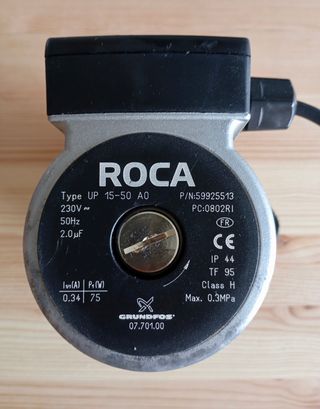 ROCA
Type UP 15-50 AO P/N:59925513
230V~ PC:0802RI
50Hz FR
2.0µF CE
IP 44
TF 95
Class H
I₁/₁(A) P₁(W) Max. 0.3MPa
0.34 75
GRUNDFOS
07.701.00